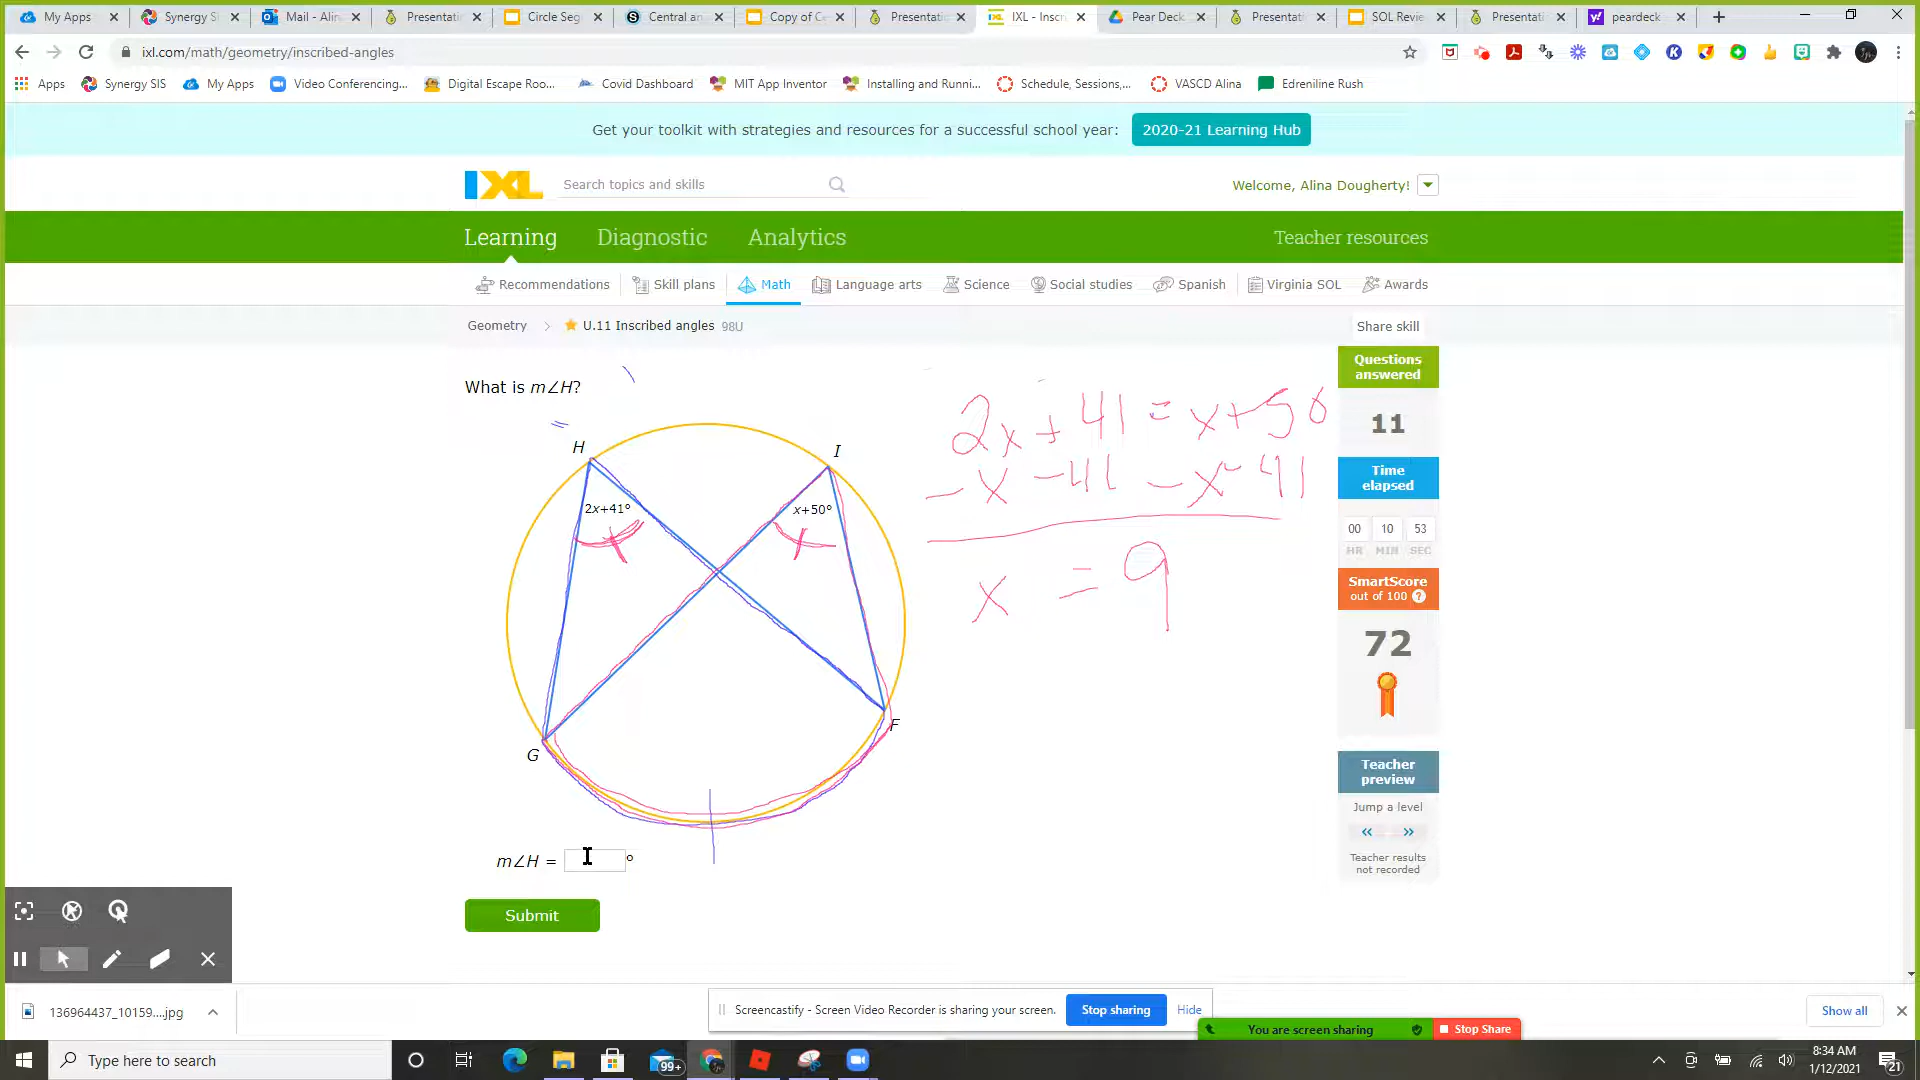 My Apps
Synergy Si
Mail - Alin
Presentati
Circle Seg
Central an
Copy of C
Presentati
IXL - Inscr
Pear Deck
Presentati
SOL Revie
Presentati
peardeck
ixl.com/math/geometry/inscribed-angles
Apps Synergy SIS My Apps Video Conferencing... Digital Escape Roo... Covid Dashboard MIT App Inventor Installing and Runni... Schedule, Sessions,... VASCD Alina Edreniline Rush
Get your toolkit with strategies and resources for a successful school year: 2020-21 Learning Hub
IXL Search topics and skills Welcome, Alina Dougherty!
Learning Diagnostic Analytics Teacher resources
Recommendations Skill plans Math Language arts Science Social studies Spanish Virginia SOL Awards
Geometry > U.11 Inscribed angles 98U Share skill
What is m∠H?
H
I
2x+41°
x+50°
G
F
2x + 41 = x + 50
- x - 41 - x - 41
x = 9
m∠H = °
Submit
Questions
answered
11
Time
elapsed
00 10 53
HR MIN SEC
SmartScore
out of 100 ?
72
Teacher
preview
Jump a level
<< >>
Teacher results
not recorded
136964437_10159....jpg
Screencastify - Screen Video Recorder is sharing your screen. Stop sharing Hide
Show all
You are screen sharing Stop Share
Type here to search
99+
8:34 AM
1/12/2021
21